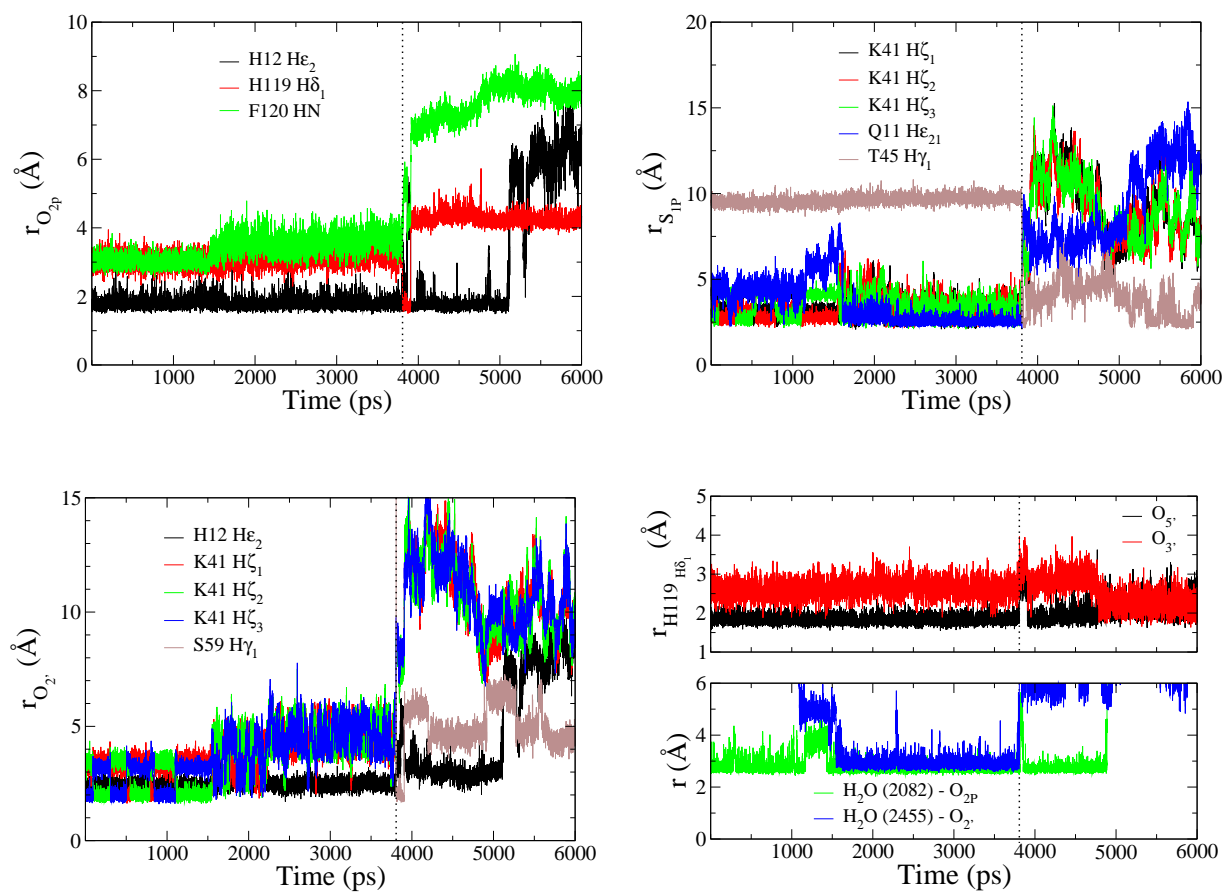 10
8
6
4
2
0
r_O2p (Å)
H12 Hε2
H119 Hδ1
F120 HN
1000 2000 3000 4000 5000 6000
Time (ps)
20
15
10
5
0
r_S1P (Å)
K41 Hζ1
K41 Hζ2
K41 Hζ3
Q11 Hε21
T45 Hγ1
1000 2000 3000 4000 5000 6000
Time (ps)
15
10
5
0
r_O2' (Å)
H12 Hε2
K41 Hζ1
K41 Hζ2
K41 Hζ3
S59 Hγ1
1000 2000 3000 4000 5000 6000
Time (ps)
5
4
3
2
1
r_H119 Hδ1 (Å)
O5'
O3'
6
5
4
3
2
r (Å)
H2O (2082) - O2P
H2O (2455) - O2'
1000 2000 3000 4000 5000 6000
Time (ps)